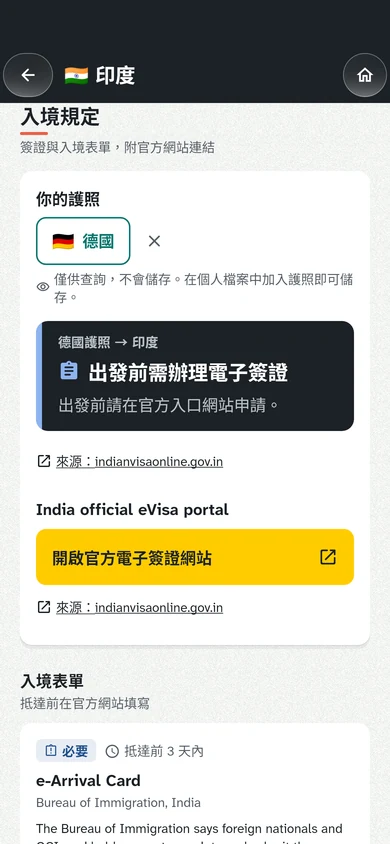 印度
入境規定
簽證與入境表單，附官方網站連結
你的護照
德國
僅供查詢，不會儲存。在個人檔案中加入護照即可儲
存。
德國護照 → 印度
出發前需辦理電子簽證
出發前請在官方入口網站申請。
來源：indianvisaonline.gov.in
India official eVisa portal
開啟官方電子簽證網站
來源：indianvisaonline.gov.in
入境表單
抵達前在官方網站填寫
必要 抵達前 3 天內
e-Arrival Card
Bureau of Immigration, India
The Bureau of Immigration says foreign nationals and